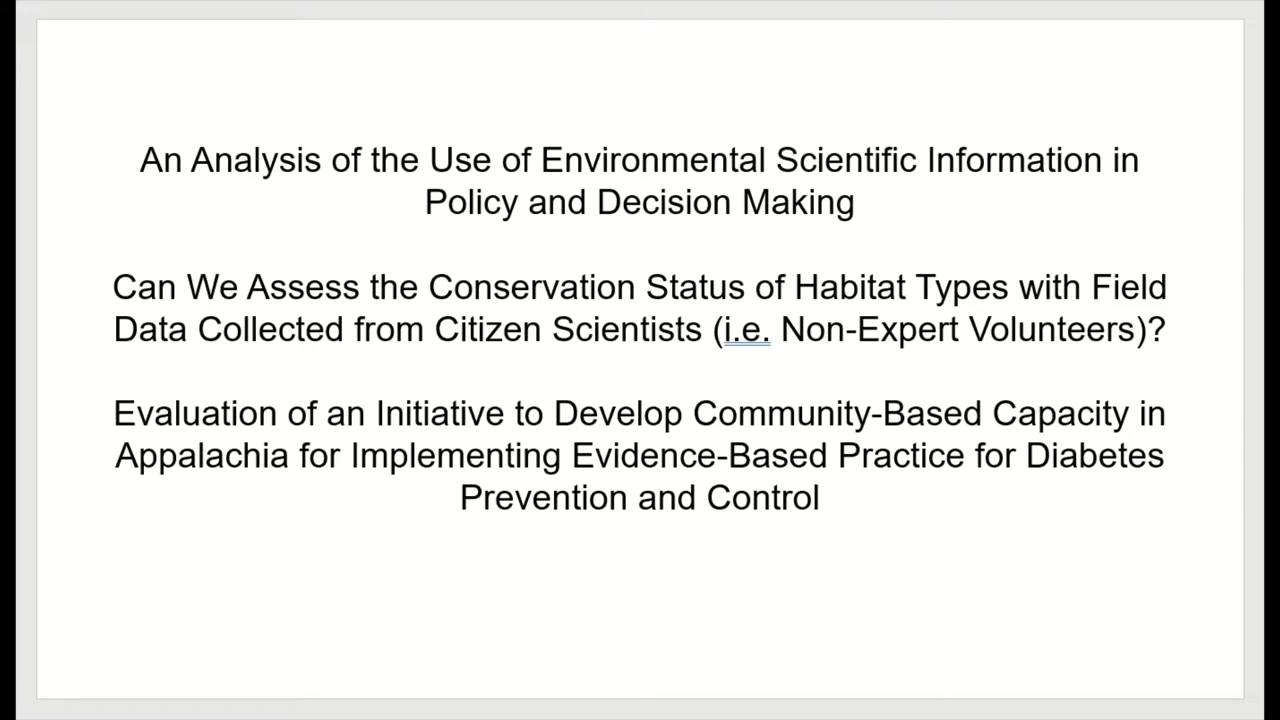 An Analysis of the Use of Environmental Scientific Information in
Policy and Decision Making
Can We Assess the Conservation Status of Habitat Types with Field
Data Collected from Citizen Scientists (i.e. Non-Expert Volunteers)?
Evaluation of an Initiative to Develop Community-Based Capacity in
Appalachia for Implementing Evidence-Based Practice for Diabetes
Prevention and Control